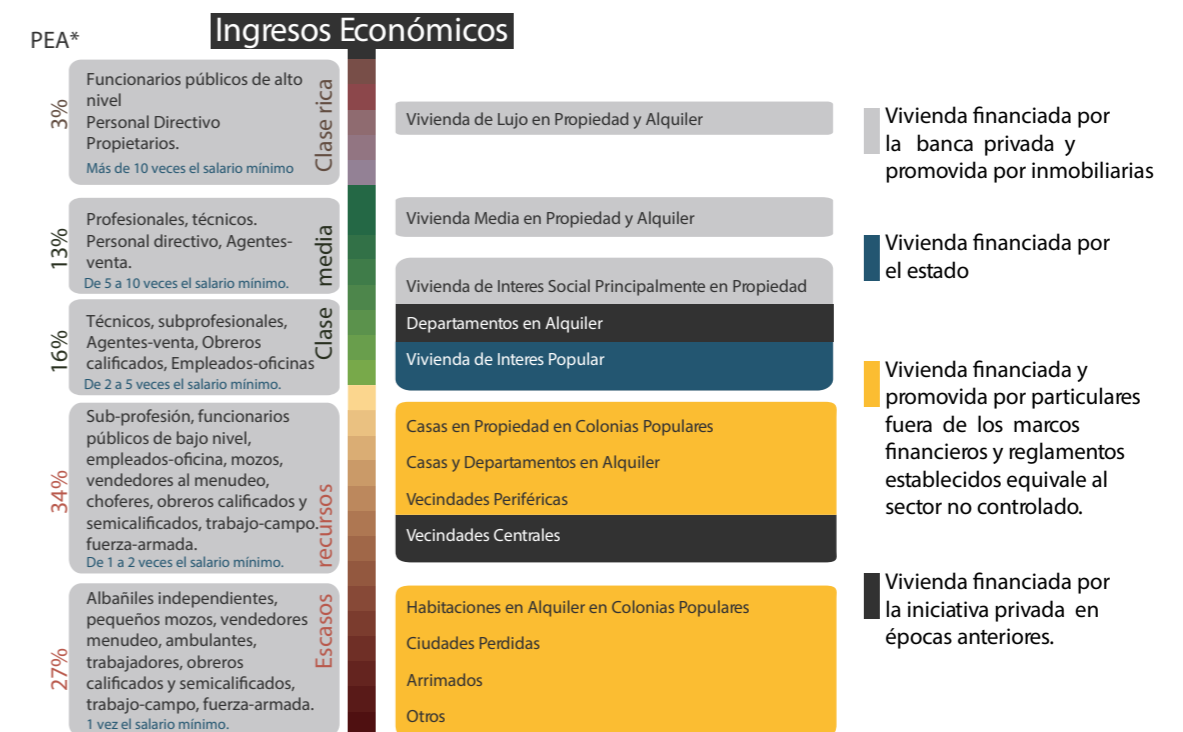 PEA*
Ingresos Económicos
3%
Funcionarios públicos de alto
nivel
Personal Directivo
Propietarios.
Más de 10 veces el salario mínimo
Clase rica
Vivienda de Lujo en Propiedad y Alquiler
13%
Profesionales, técnicos.
Personal directivo, Agentes-
venta.
De 5 a 10 veces el salario mínimo.
Clase media
Vivienda Media en Propiedad y Alquiler
Vivienda de Interes Social Principalmente en Propiedad
16%
Técnicos, subprofesionales,
Agentes-venta, Obreros
calificados, Empleados-oficinas
De 2 a 5 veces el salario mínimo.
Departamentos en Alquiler
Vivienda de Interes Popular
34%
Sub-profesión, funcionarios
públicos de bajo nivel,
empleados-oficina, mozos,
vendedores al menudeo,
choferes, obreros calificados y
semicalificados, trabajo-campo.
fuerza-armada.
De 1 a 2 veces el salario mínimo.
Escasos recursos
Casas en Propiedad en Colonias Populares
Casas y Departamentos en Alquiler
Vecindades Periféricas
Vecindades Centrales
27%
Albañiles independientes,
pequeños mozos, vendedores
menudeo, ambulantes,
trabajadores, obreros
calificados y semicalificados,
trabajo-campo, fuerza-armada.
1 vez el salario mínimo.
Habitaciones en Alquiler en Colonias Populares
Ciudades Perdidas
Arrimados
Otros
Vivienda financiada por
la banca privada y
promovida por inmobiliarias
Vivienda financiada por
el estado
Vivienda financiada y
promovida por particulares
fuera de los marcos
financieros y reglamentos
establecidos equivale al
sector no controlado.
Vivienda financiada por
la iniciativa privada en
épocas anteriores.